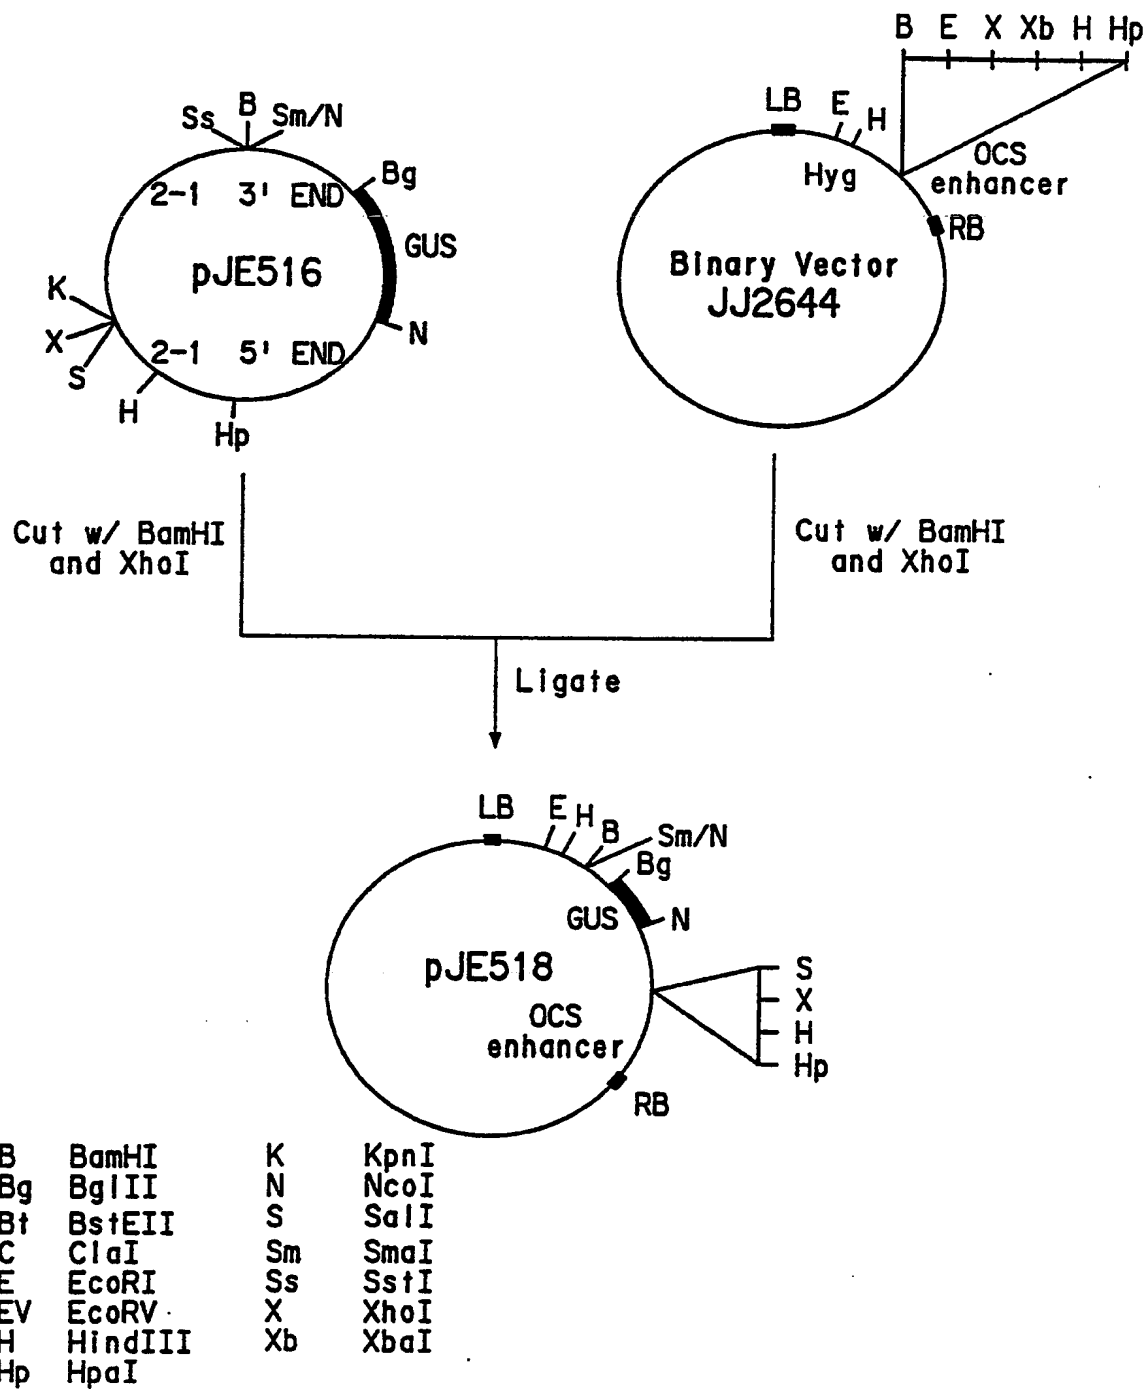 B E X Xb H Hp
Ss B Sm/N
Bg
2-1 3' END
GUS
pJE516
K
X
S
N
2-1 5' END
H
Hp
LB E H
Hyg
OCS
enhancer
RB
Binary Vector
JJ2644
Cut w/ BamHI
and XhoI
Cut w/ BamHI
and XhoI
Ligate
LB E H B Sm/N
Bg
GUS N
pJE518
OCS
enhancer
S
X
H
Hp
RB
B BamHI K KpnI
Bg BglII N NcoI
Bt BstEII S SalI
C ClaI Sm SmaI
E EcoRI Ss SstI
EV EcoRV X XhoI
H HindIII Xb XbaI
Hp HpaI